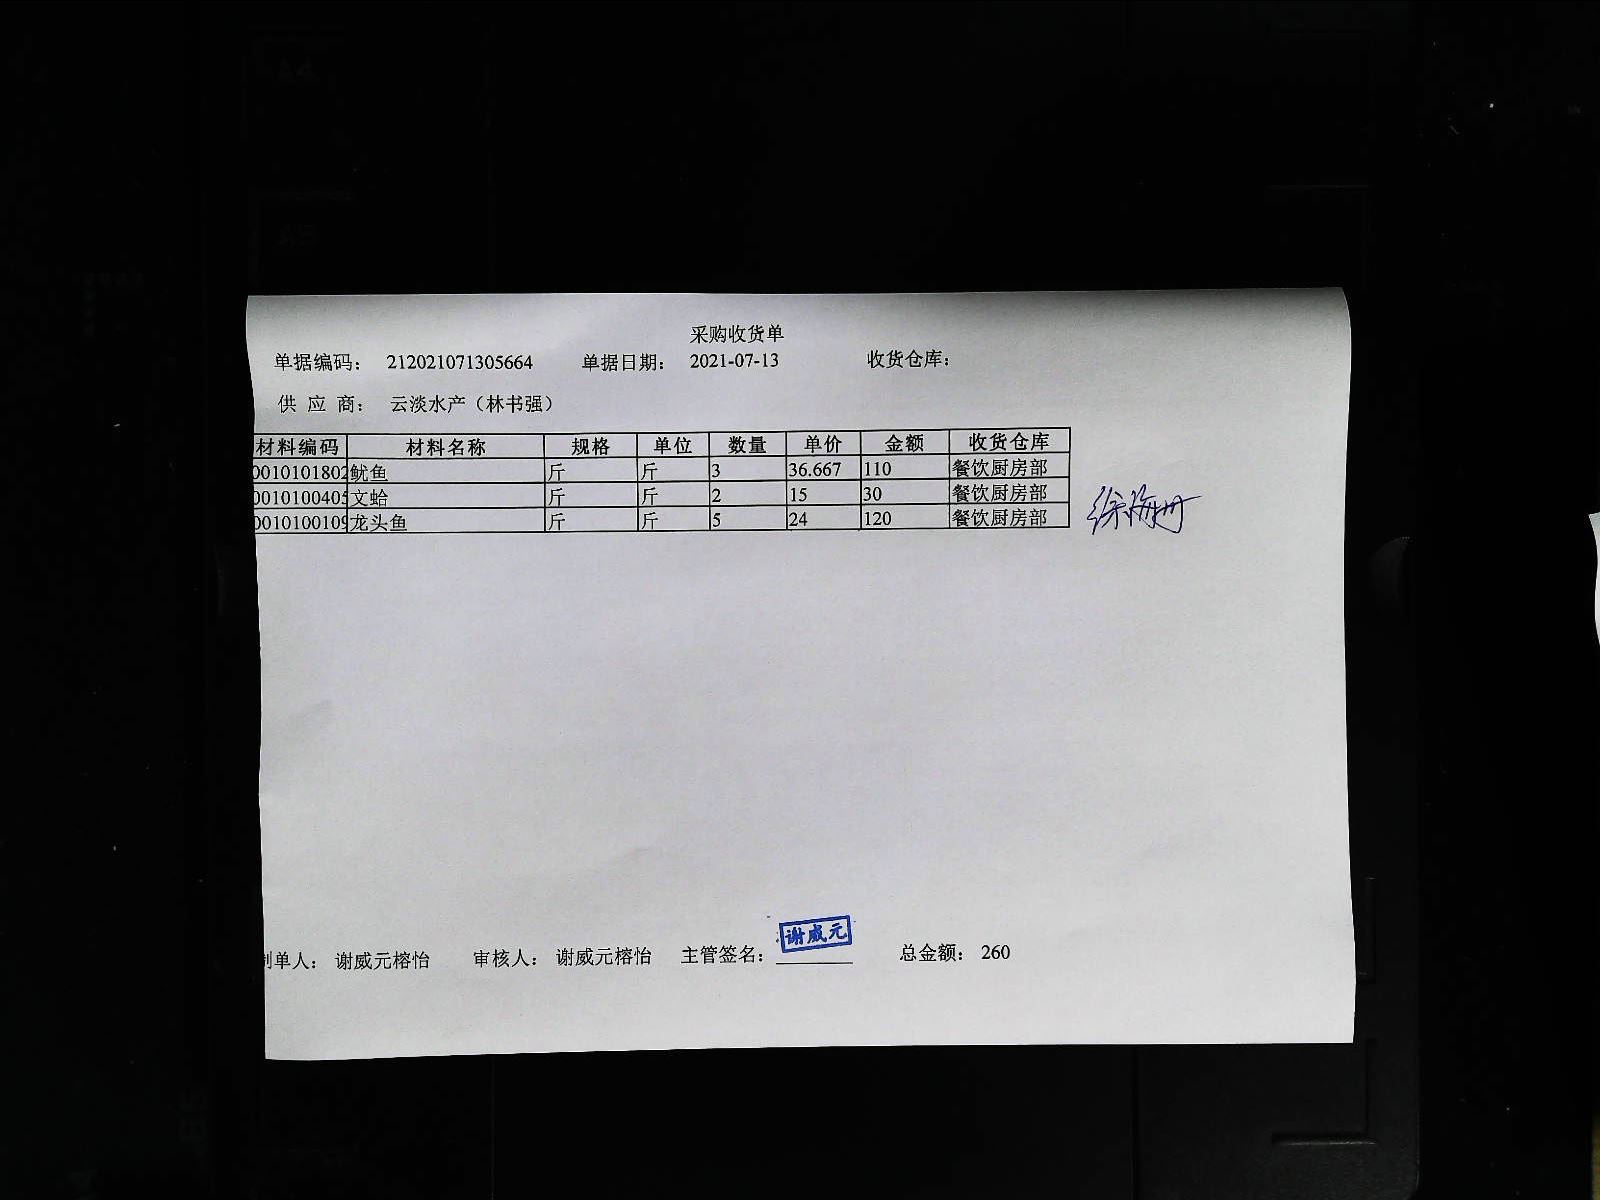 采购收货单
单据编码： 212021071305664 单据日期： 2021-07-13 收货仓库：
供 应 商： 云淡水产（林书强）
材料编码 材料名称 规格 单位 数量 单价 金额 收货仓库
0010101802 鱿鱼 斤 斤 3 36.667 110 餐饮厨房部
0010100405 文蛤 斤 斤 2 15 30 餐饮厨房部
0010100109 龙头鱼 斤 斤 5 24 120 餐饮厨房部
谢威元
制单人： 谢威元榕怡 审核人： 谢威元榕怡 主管签名： 总金额： 260